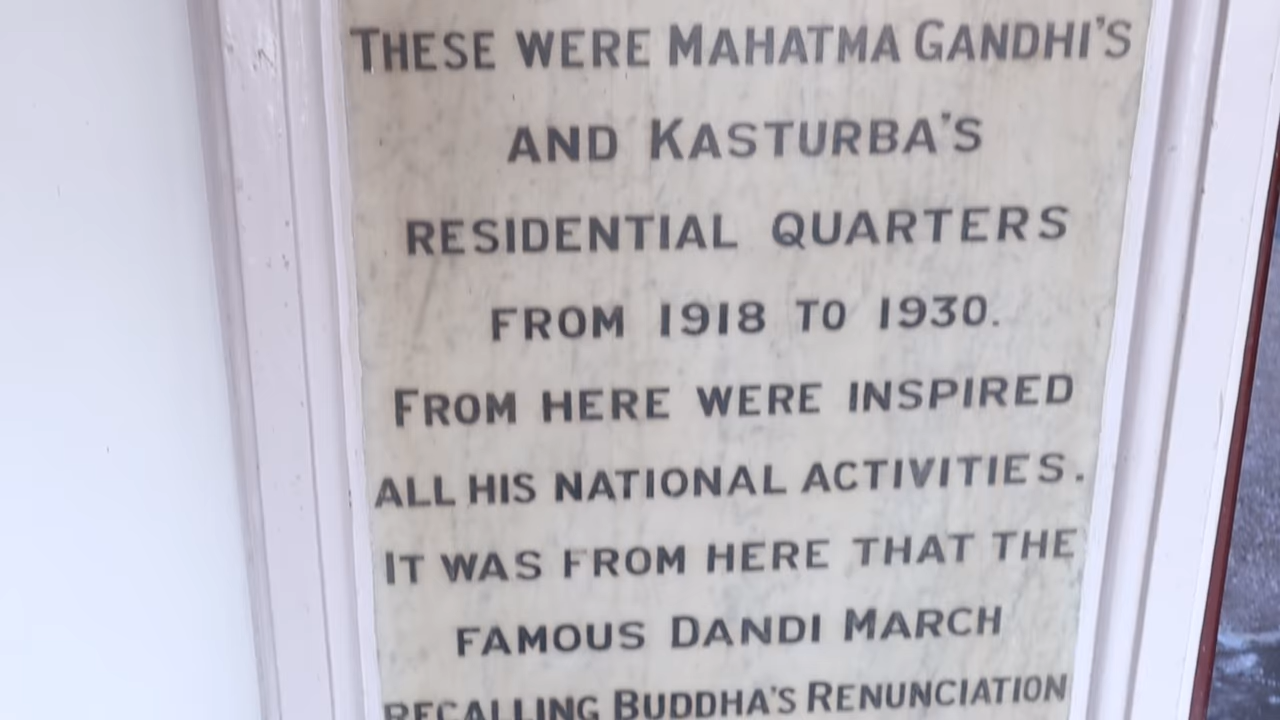 THESE WERE MAHATMA GANDHI'S
AND KASTURBA'S
RESIDENTIAL QUARTERS
FROM 1918 TO 1930.
FROM HERE WERE INSPIRED
ALL HIS NATIONAL ACTIVITIES.
IT WAS FROM HERE THAT THE
FAMOUS DANDI MARCH
RECALLING BUDDHA'S RENUNCIATION